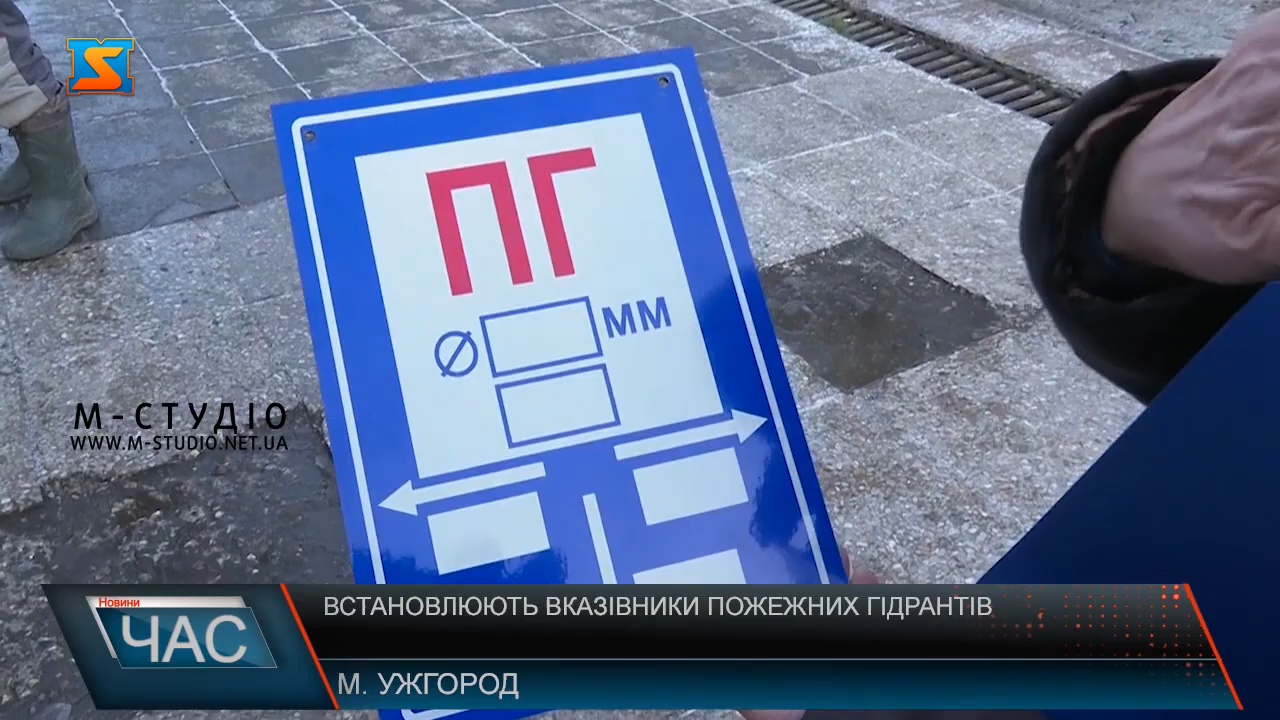 ПГ
Ø ММ
М-СТУДІО
WWW.M-STUDIO.NET.UA
Новини
ЧАС
ВСТАНОВЛЮЮТЬ ВКАЗІВНИКИ ПОЖЕЖНИХ ГІДРАНТІВ
М. УЖГОРОД